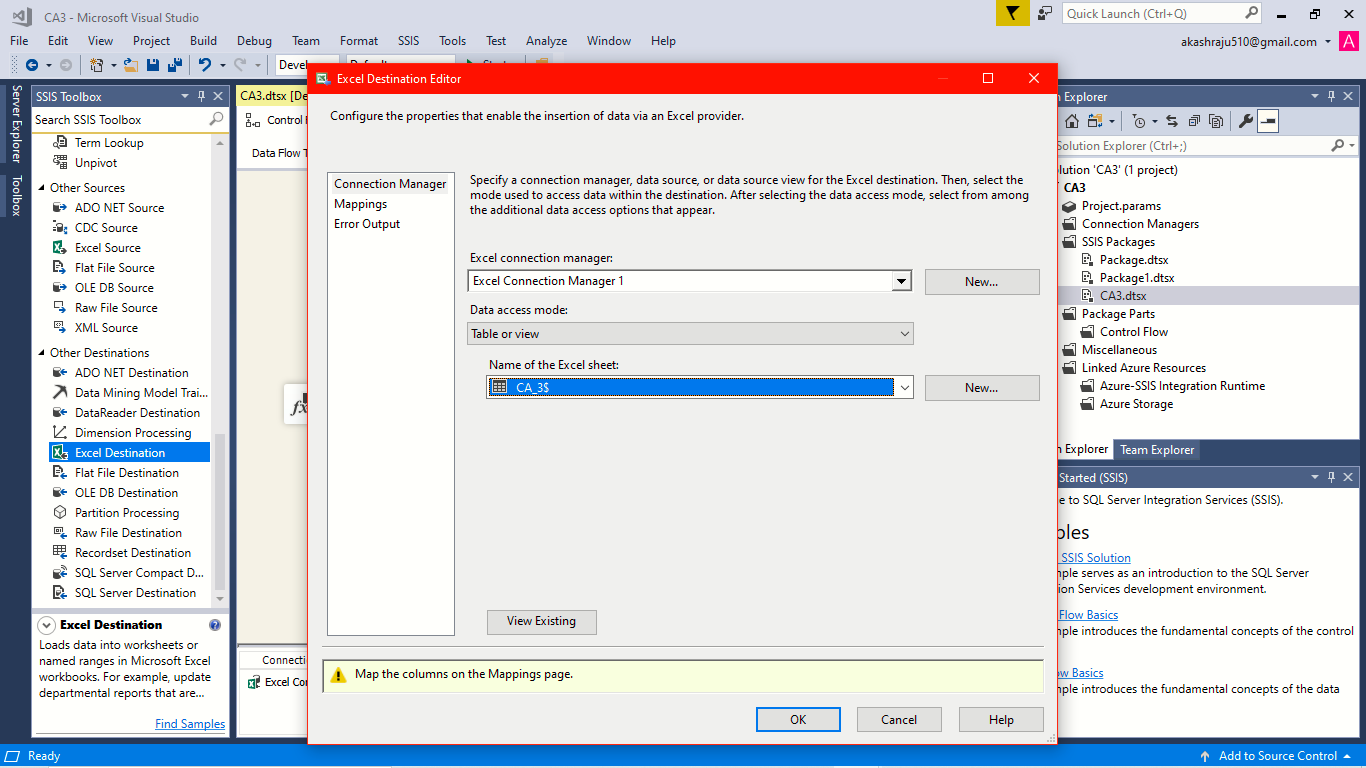 CA3 - Microsoft Visual Studio
Quick Launch (Ctrl+Q)
File Edit View Project Build Debug Team Format SSIS Tools Test Analyze Window Help
akashraju510@gmail.com A
Server Explorer
Toolbox
SSIS Toolbox
Search SSIS Toolbox
Term Lookup
Unpivot
Other Sources
ADO NET Source
CDC Source
Excel Source
Flat File Source
OLE DB Source
Raw File Source
XML Source
Other Destinations
ADO NET Destination
Data Mining Model Trai...
DataReader Destination
Dimension Processing
Excel Destination
Flat File Destination
OLE DB Destination
Partition Processing
Raw File Destination
Recordset Destination
SQL Server Compact D...
SQL Server Destination
Excel Destination
Loads data into worksheets or
named ranges in Microsoft Excel
workbooks. For example, update
departmental reports that are...
Find Samples
CA3.dtsx [De
Control
Data Flow T
fx
Connecti
Excel Con
Excel Destination Editor
Configure the properties that enable the insertion of data via an Excel provider.
Connection Manager
Mappings
Error Output
Specify a connection manager, data source, or data source view for the Excel destination. Then, select the
mode used to access data within the destination. After selecting the data access mode, select from among
the additional data access options that appear.
Excel connection manager:
Excel Connection Manager 1
New...
Data access mode:
Table or view
Name of the Excel sheet:
CA_3$
New...
View Existing
Map the columns on the Mappings page.
OK
Cancel
Help
Explorer
Solution Explorer (Ctrl+;)
lution 'CA3' (1 project)
CA3
Project.params
Connection Managers
SSIS Packages
Package.dtsx
Package1.dtsx
CA3.dtsx
Package Parts
Control Flow
Miscellaneous
Linked Azure Resources
Azure-SSIS Integration Runtime
Azure Storage
n Explorer
Team Explorer
Started (SSIS)
e to SQL Server Integration Services (SSIS).
ples
SSIS Solution
mple serves as an introduction to the SQL Server
ion Services development environment.
Flow Basics
mple introduces the fundamental concepts of the control
ow Basics
mple introduces the fundamental concepts of the data
Ready
Add to Source Control